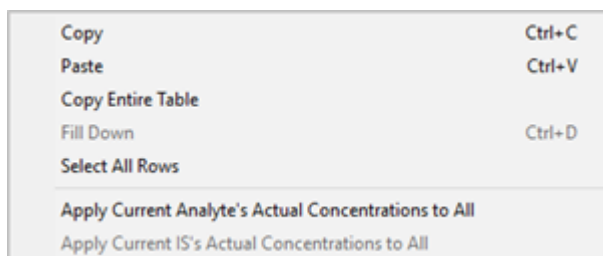 Copy Ctrl+C
Paste Ctrl+V
Copy Entire Table
Fill Down Ctrl+D
Select All Rows
Apply Current Analyte's Actual Concentrations to All
Apply Current IS's Actual Concentrations to All